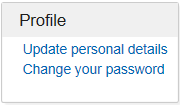 Profile
Update personal details
Change your password